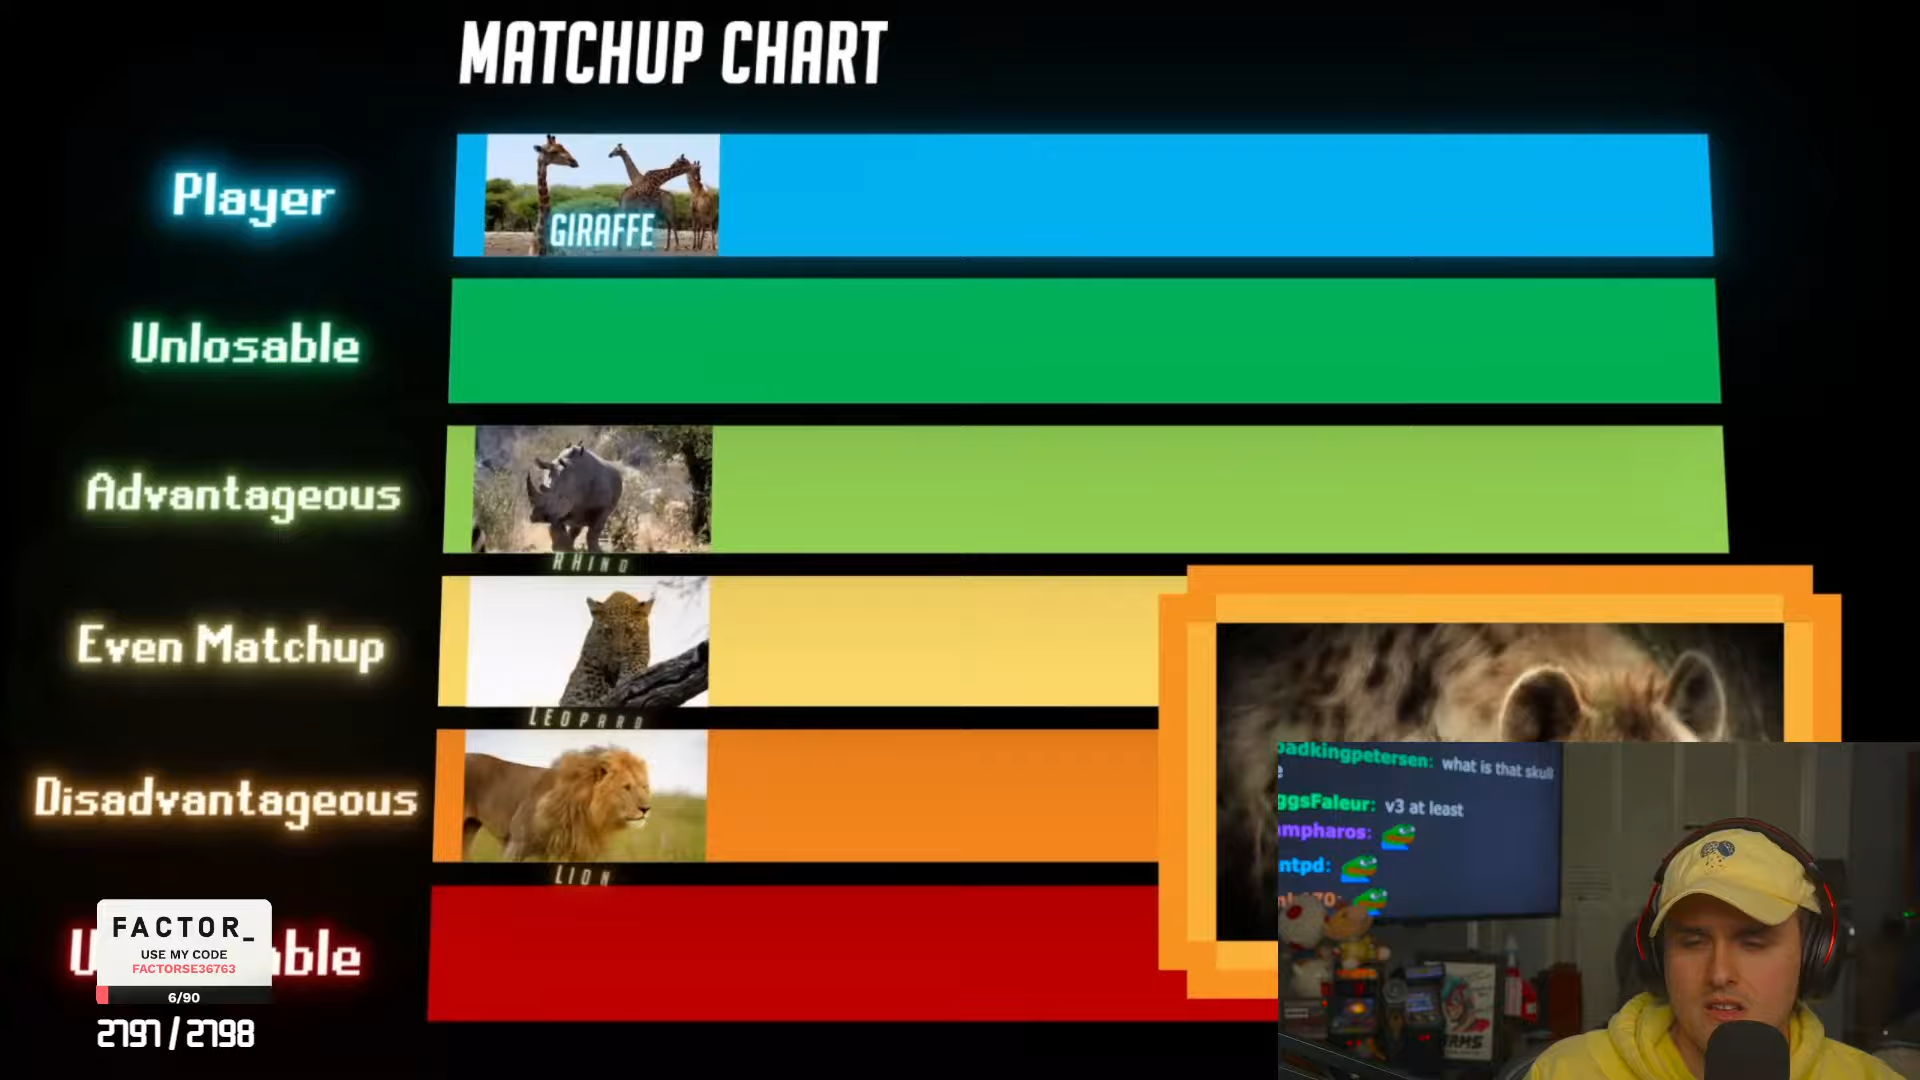 MATCHUP CHART
Player
GIRAFFE
Unlosable
Advantageous
RHINO
Even Matchup
LEOPARD
Disadvantageous
LION
FACTOR_
USE MY CODE
FACTORSE36763
6/90
2797 / 2798
oadkingpetersen: what is that skull
e
ggsFaleur: v3 at least
mpharos:
ntpd: